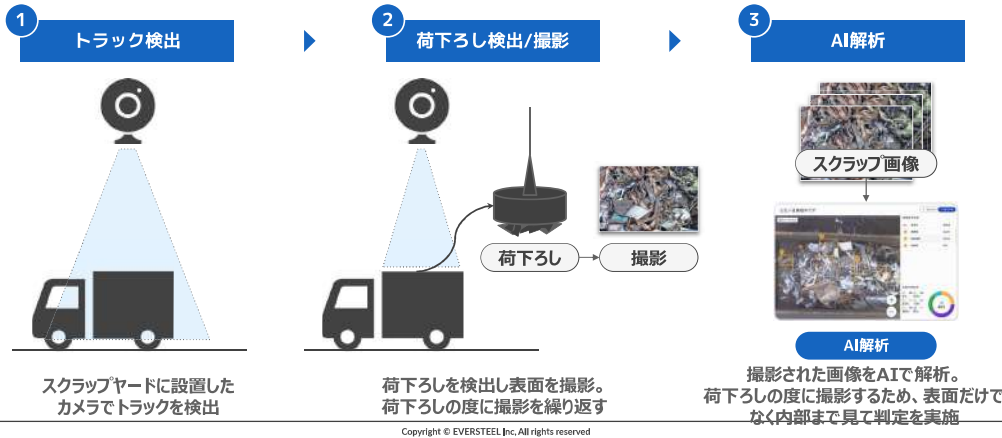 1
トラック検出
2
荷下ろし検出/撮影
3
AI解析
荷下ろし
撮影
スクラップ画像
AI解析
スクラップヤードに設置した
カメラでトラックを検出
荷下ろしを検出し表面を撮影。
荷下ろしの度に撮影を繰り返す
撮影された画像をAIで解析。
荷下ろしの度に撮影するため、表面だけで
なく内部まで見て判定を実施
Copyright © EVERSTEEL Inc, All rights reserved